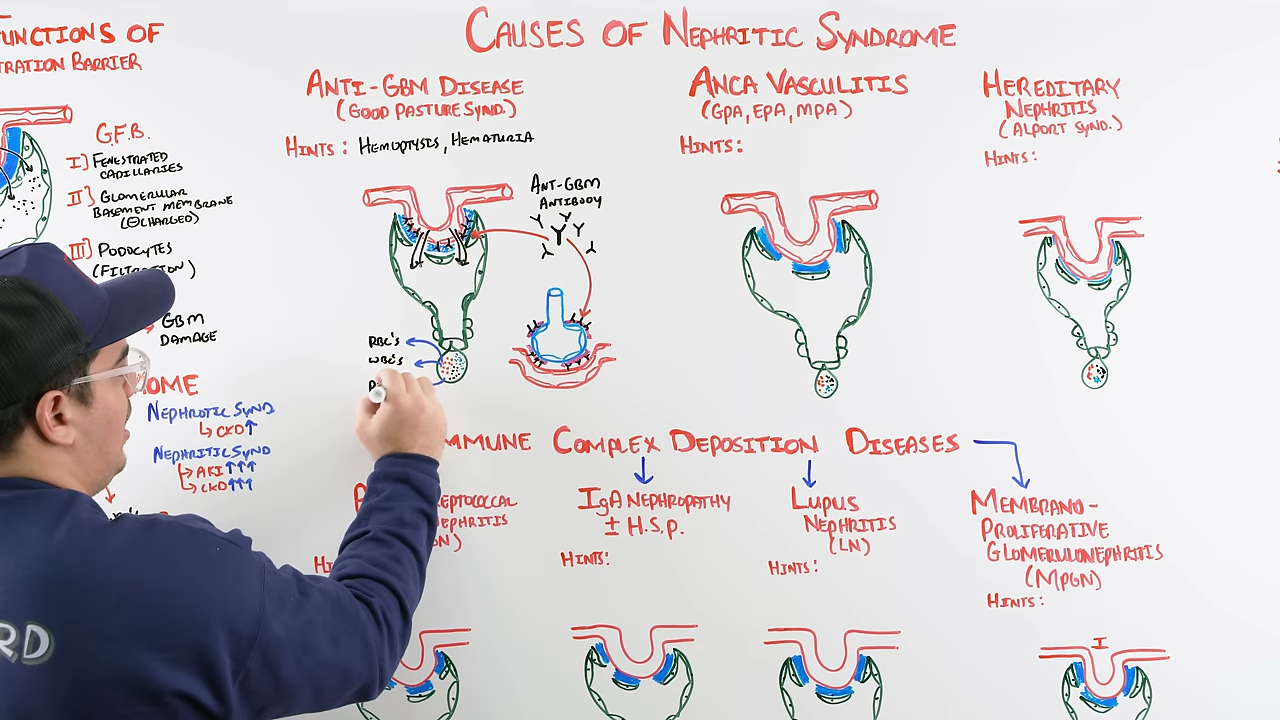 CAUSES OF NEPHRITIC SYNDROME
FUNCTIONS OF
TRATION BARRIER
G.F.B.
I] FENESTRATED
CAPILLARIES
II] GLOMERULAR
BASEMENT MEMBRANE
(⊖CHARGED)
III] PODOCYTES
(FILTRATION)
GBM
DAMAGE
OME
NEPHROTIC SYND
↳ CKD↑
NEPHRITIC SYND
↳ AKI↑↑↑
↳ CKD↑↑↑
ANTI-GBM DISEASE
(GOOD PASTURE SYND.)
HINTS: HEMOPTYSIS, HEMATURIA
ANT-GBM
ANTIBODY
RBC's
WBC's
P
ANCA VASCULITIS
(GPA, EPA, MPA)
HINTS:
HEREDITARY
NEPHRITIS
(ALPORT SYND.)
HINTS:
MMUNE COMPLEX DEPOSITION DISEASES
EPTOCOCCAL
EPHRITIS
N)
HI
IgA NEPHROPATHY
± H.S.P.
HINTS:
LUPUS
NEPHRITIS
(LN)
HINTS:
MEMBRANO-
PROLIFERATIVE
GLOMERULONEPHRITIS
(MPGN)
HINTS:
I
RD